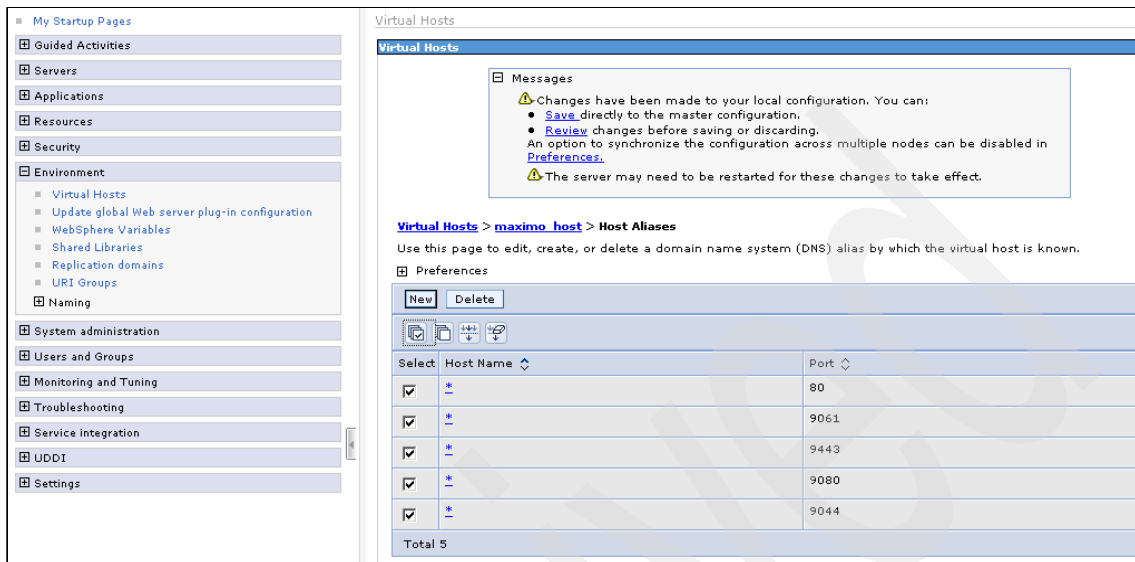 My Startup Pages
Guided Activities
Servers
Applications
Resources
Security
Environment
Virtual Hosts
Update global Web server plug-in configuration
WebSphere Variables
Shared Libraries
Replication domains
URI Groups
Naming
System administration
Users and Groups
Monitoring and Tuning
Troubleshooting
Service integration
UDDI
Settings
Virtual Hosts
Virtual Hosts
Messages
Changes have been made to your local configuration. You can:
Save directly to the master configuration.
Review changes before saving or discarding.
An option to synchronize the configuration across multiple nodes can be disabled in
Preferences.
The server may need to be restarted for these changes to take effect.
Virtual Hosts > maximo_host > Host Aliases
Use this page to edit, create, or delete a domain name system (DNS) alias by which the virtual host is known.
Preferences
New Delete
Select Host Name Port
* 80
* 9061
* 9443
* 9080
* 9044
Total 5